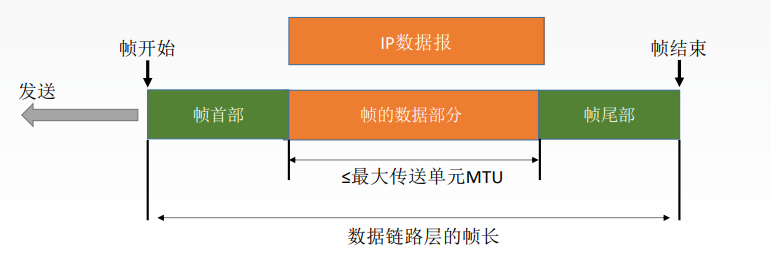 IP数据报
帧开始
帧结束
发送
帧首部
帧的数据部分
帧尾部
≤最大传送单元MTU
数据链路层的帧长